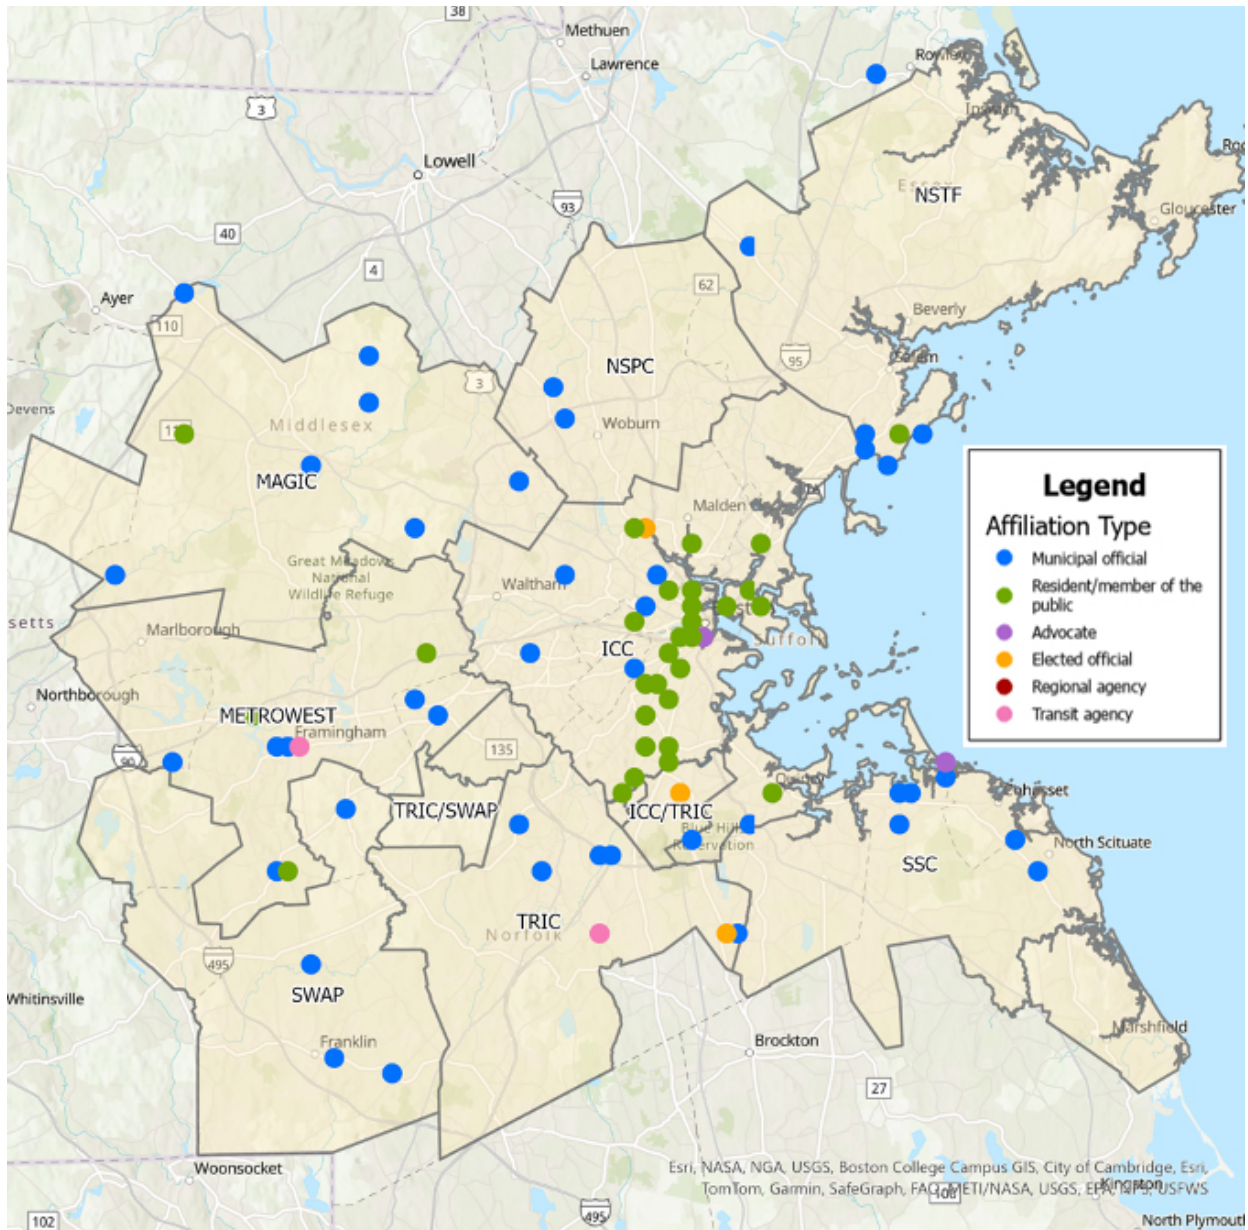 38
Methuen
Rowley
Lawrence
3
Ipswich
Lowell
Essex
NSTF
93
Gloucester
40
4
62
Ayer
110
Beverly
95
Salem
NSPC
3
Devens
Middlesex
Woburn
MAGIC
Malden
Great Meadows
National
Wildlife Refuge
Waltham
setts
Marlborough
Suffolk
ICC
Northborough
METROWEST
Framingham
90
135
Quincy
TRIC/SWAP
ICC/TRIC
Cohasset
Blue Hills
Reservation
North Scituate
SSC
TRIC
Norfolk
495
SWAP
Whitinsville
Franklin
Marshfield
Brockton
27
Woonsocket
Legend
Affiliation Type
Municipal official
Resident/member of the
public
Advocate
Elected official
Regional agency
Transit agency
Esri, NASA, NGA, USGS, Boston College Campus GIS, City of Cambridge, Esri,
TomTom, Garmin, SafeGraph, FAO, METI/NASA, USGS, EPA, NPS, USFWS
Kingston
102
495
North Plymouth